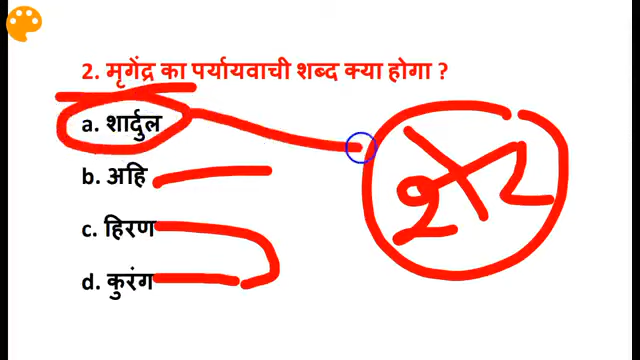 2. मृगेंद्र का पर्यायवाची शब्द क्या होगा ?
a. शार्दुल
b. अहि
c. हिरण
d. कुरंग